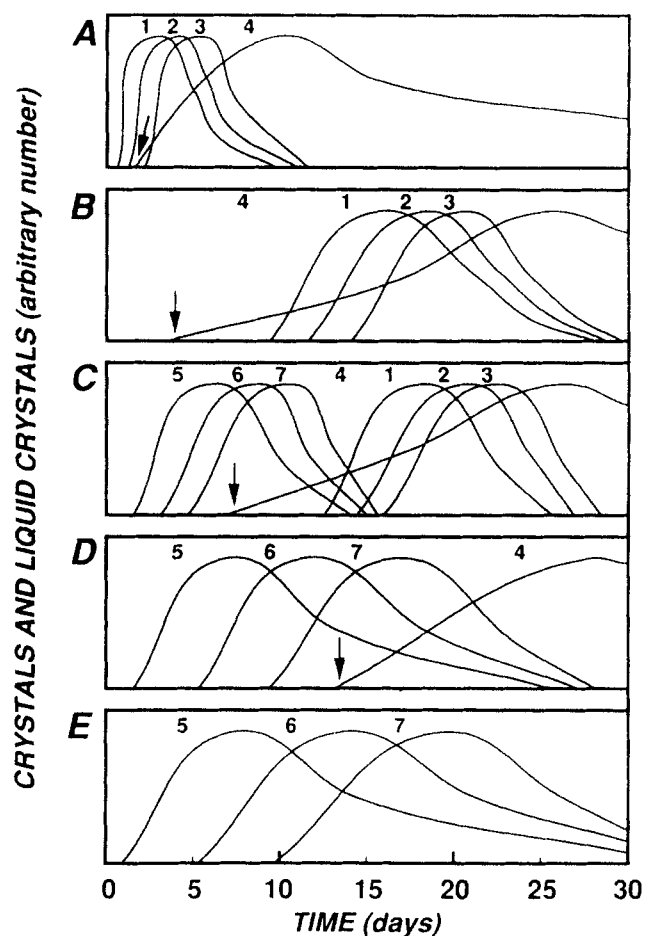 CRYSTALS AND LIQUID CRYSTALS (arbitrary number)
A
1 2 3 4
B
4 1 2 3
C
5 6 7 4 1 2 3
D
5 6 7 4
E
5 6 7
0 5 10 15 20 25 30
TIME (days)